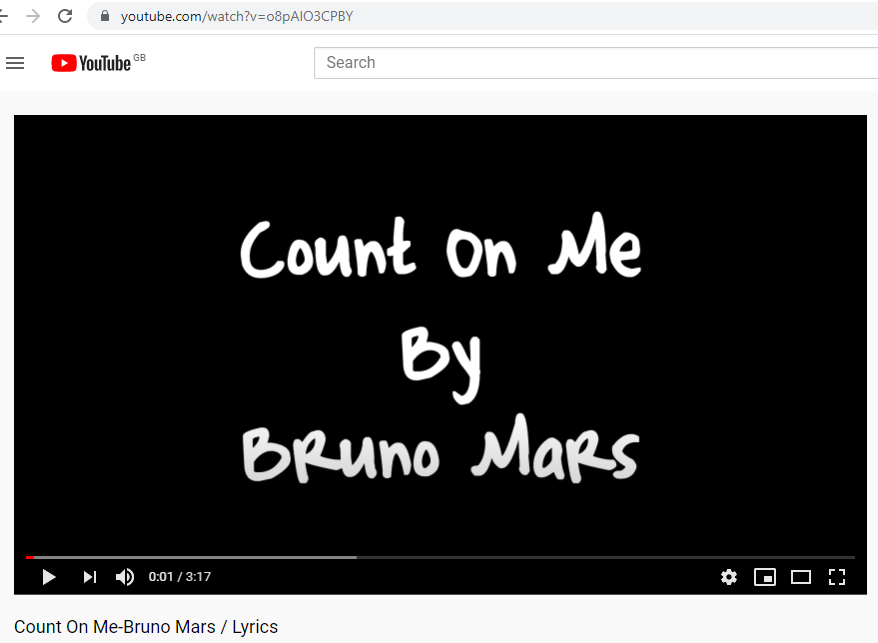 youtube.com/watch?v=o8pAlO3CPBY
YouTube GB
Search
Count On Me
By
Bruno Mars
0:01 / 3:17
Count On Me-Bruno Mars / Lyrics